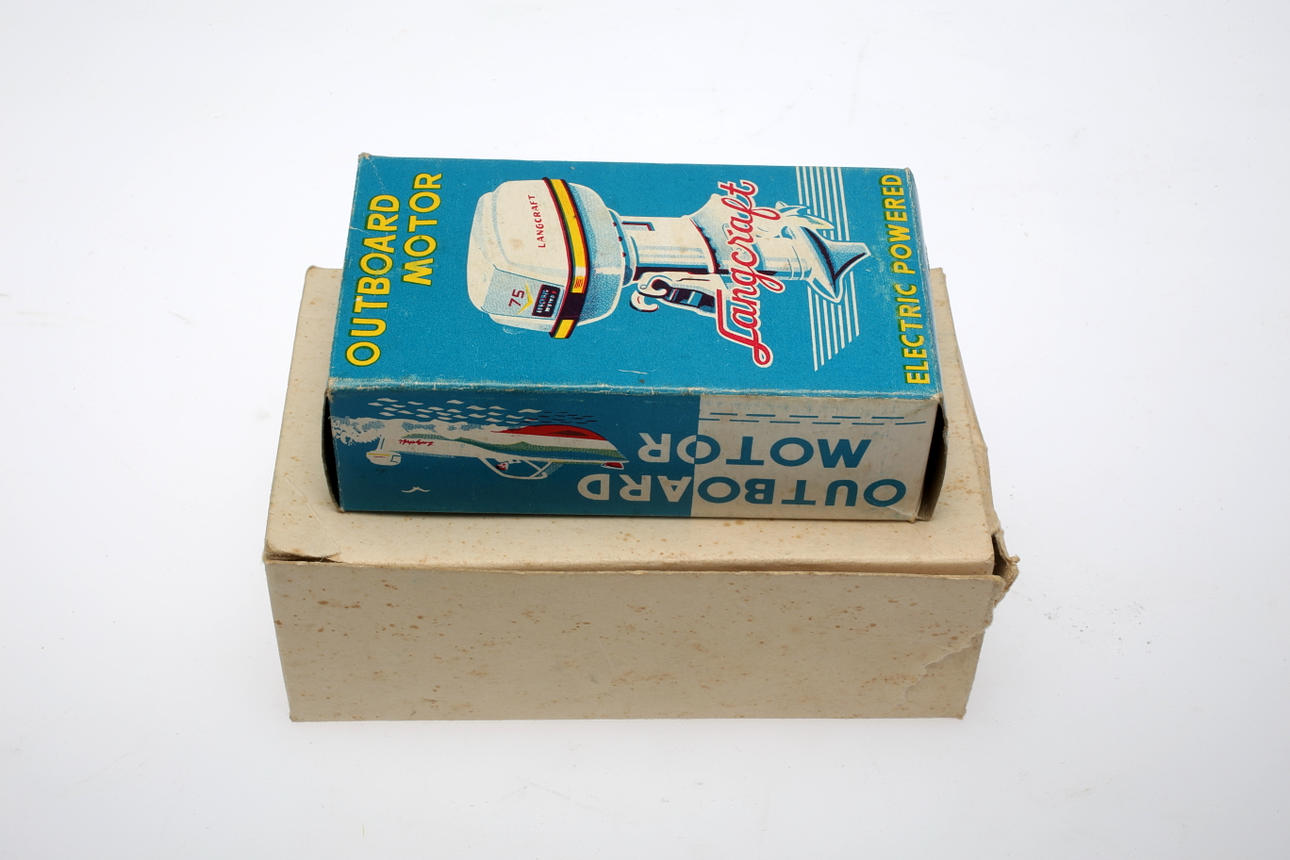 OUTBOARD
MOTOR
LANGCRAFT
75
Langcraft
ELECTRIC POWERED
OUTBOARD
MOTOR